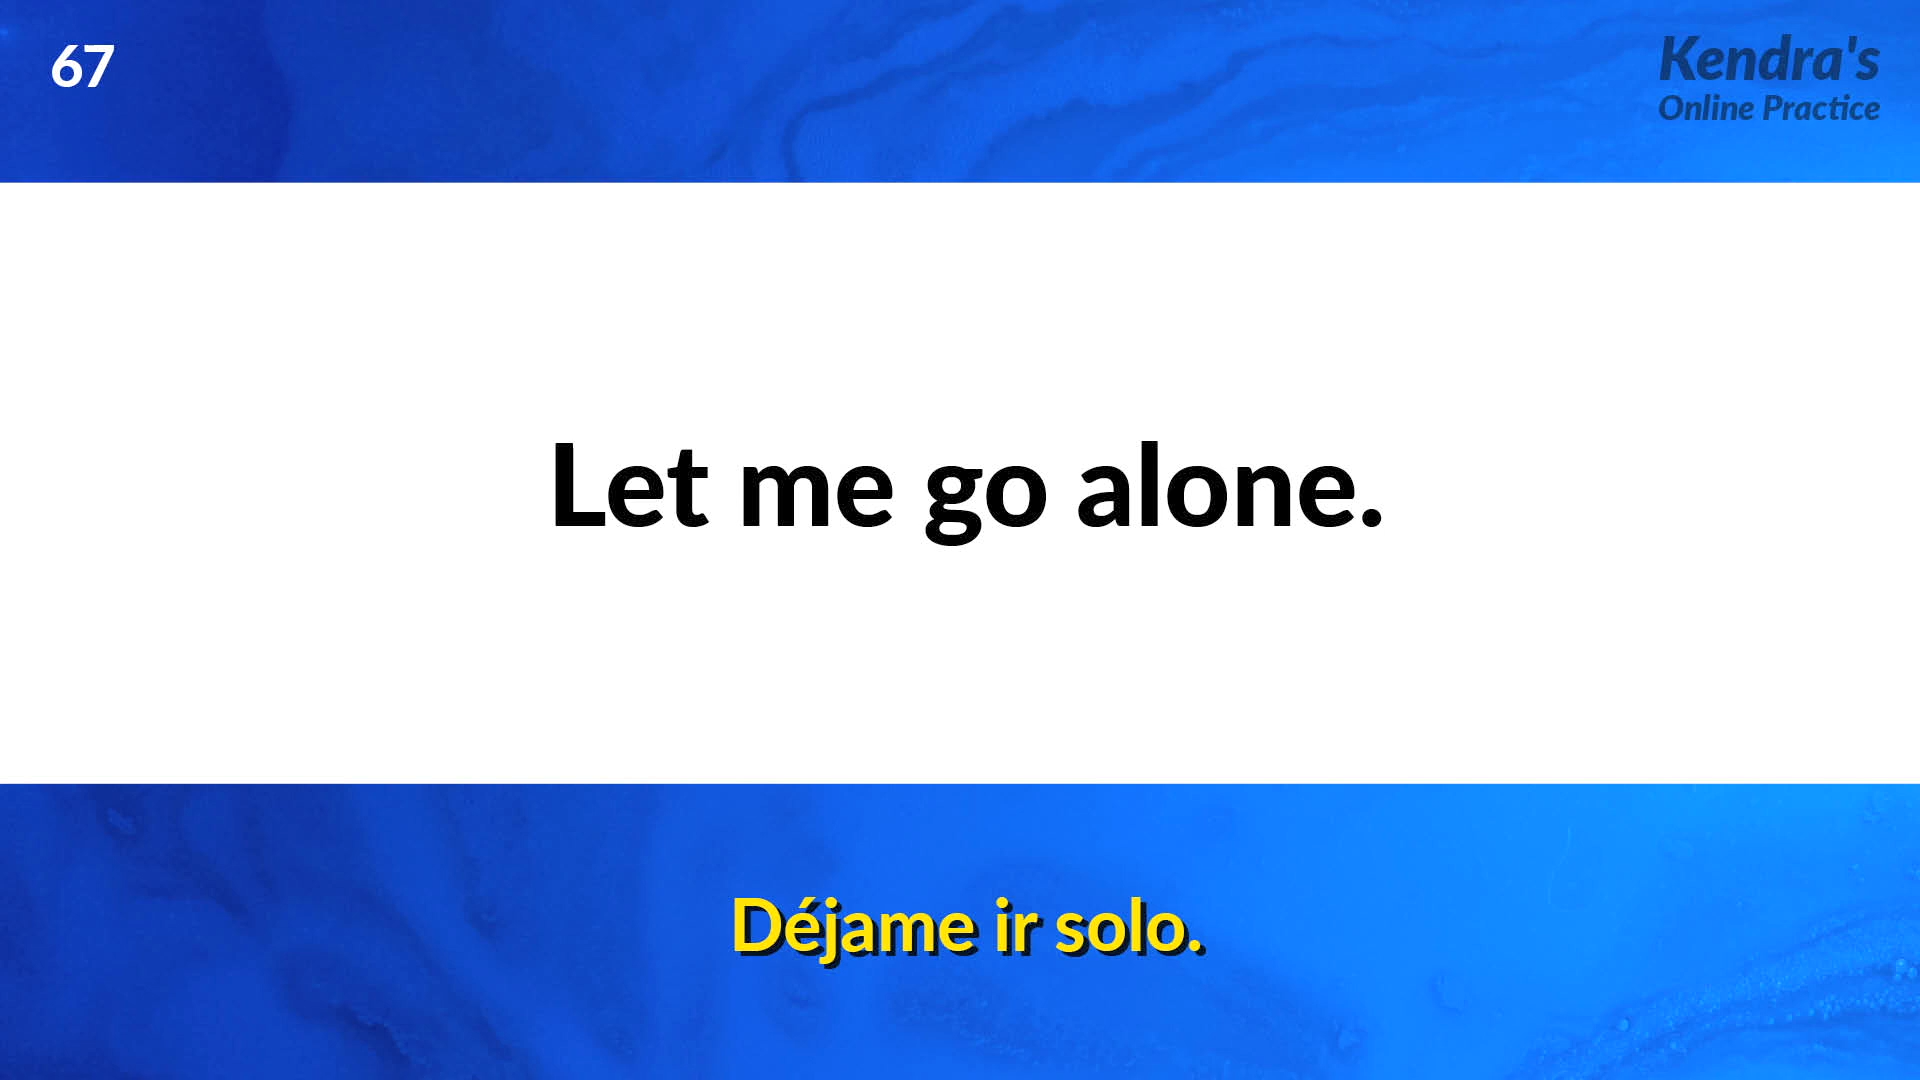 67
Kendra's
Online Practice
Let me go alone.
Déjame ir solo.